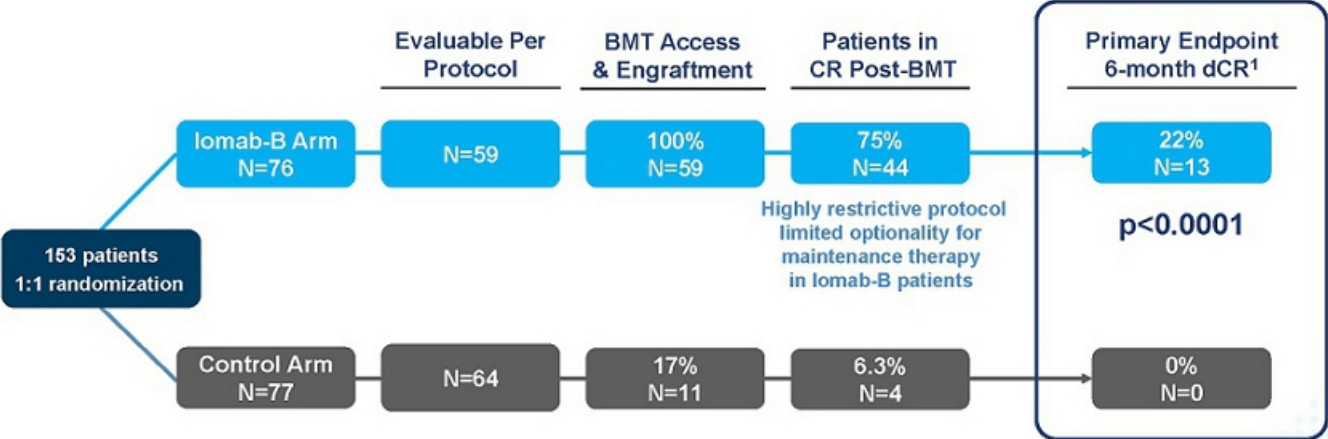 Evaluable Per
Protocol
BMT Access
& Engraftment
Patients in
CR Post-BMT
Primary Endpoint
6-month dCR¹
Iomab-B Arm
N=76
N=59
100%
N=59
75%
N=44
22%
N=13
Highly restrictive protocol
limited optionality for
maintenance therapy
in Iomab-B patients
p<0.0001
153 patients
1:1 randomization
Control Arm
N=77
N=64
17%
N=11
6.3%
N=4
0%
N=0